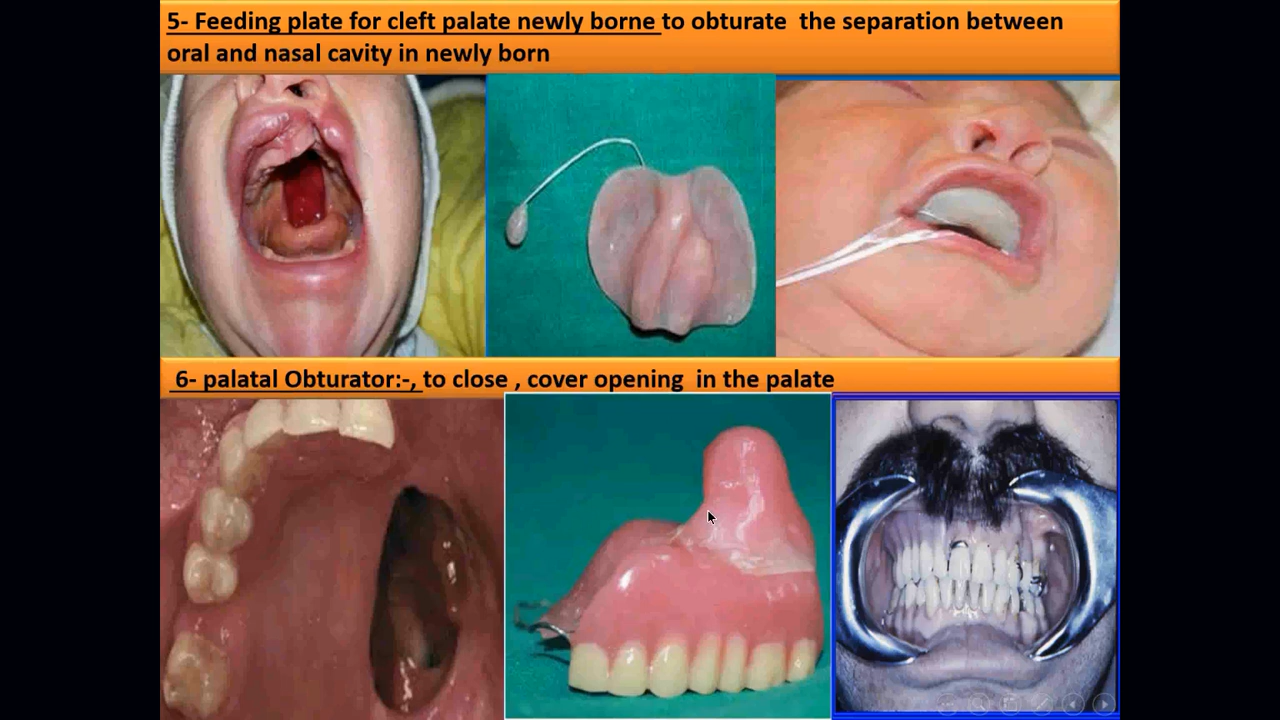 5- Feeding plate for cleft palate newly borne to obturate the separation between
oral and nasal cavity in newly born
6- palatal Obturator:-, to close , cover opening in the palate